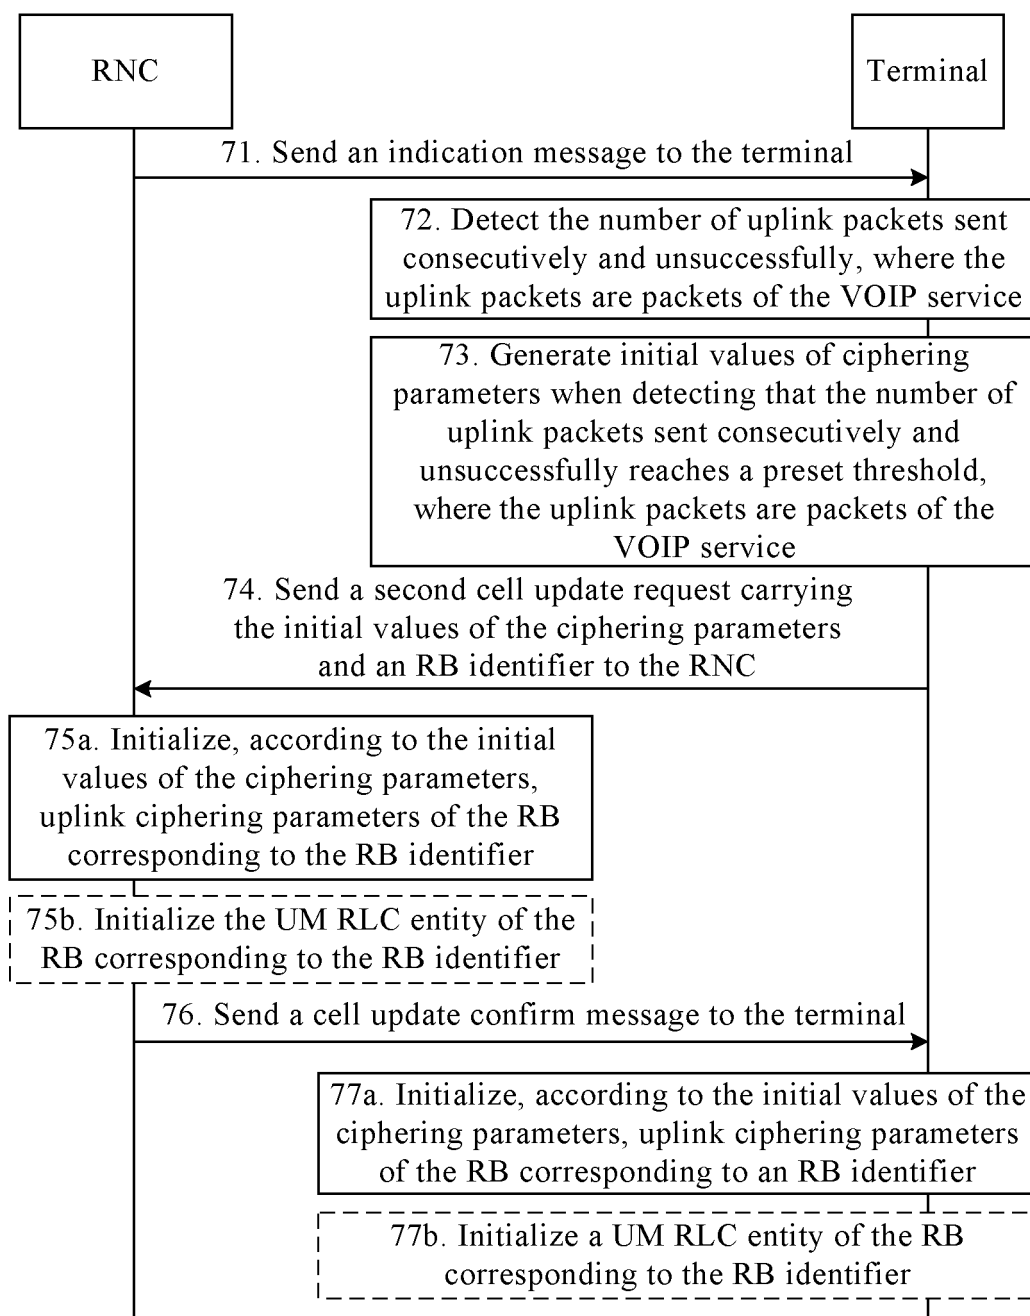 RNC
Terminal
71. Send an indication message to the terminal
72. Detect the number of uplink packets sent
consecutively and unsuccessfully, where the
uplink packets are packets of the VOIP service
73. Generate initial values of ciphering
parameters when detecting that the number of
uplink packets sent consecutively and
unsuccessfully reaches a preset threshold,
where the uplink packets are packets of the
VOIP service
74. Send a second cell update request carrying
the initial values of the ciphering parameters
and an RB identifier to the RNC
75a. Initialize, according to the initial
values of the ciphering parameters,
uplink ciphering parameters of the RB
corresponding to the RB identifier
75b. Initialize the UM RLC entity of the
RB corresponding to the RB identifier
76. Send a cell update confirm message to the terminal
77a. Initialize, according to the initial values of the
ciphering parameters, uplink ciphering parameters
of the RB corresponding to an RB identifier
77b. Initialize a UM RLC entity of the RB
corresponding to the RB identifier